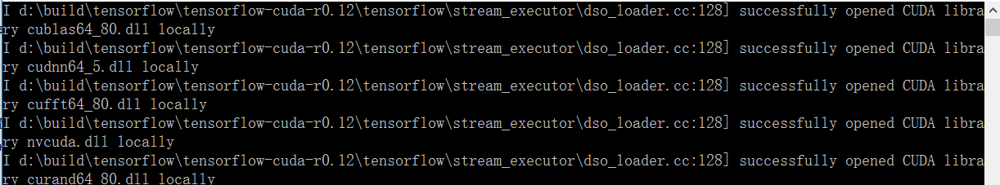 I d:\build\tensorflow\tensorflow-cuda-r0.12\tensorflow\stream_executor\dso_loader.cc:128] successfully opened CUDA libra
ry cublas64_80.dll locally
I d:\build\tensorflow\tensorflow-cuda-r0.12\tensorflow\stream_executor\dso_loader.cc:128] successfully opened CUDA libra
ry cudnn64_5.dll locally
I d:\build\tensorflow\tensorflow-cuda-r0.12\tensorflow\stream_executor\dso_loader.cc:128] successfully opened CUDA libra
ry cufft64_80.dll locally
I d:\build\tensorflow\tensorflow-cuda-r0.12\tensorflow\stream_executor\dso_loader.cc:128] successfully opened CUDA libra
ry nvcuda.dll locally
I d:\build\tensorflow\tensorflow-cuda-r0.12\tensorflow\stream_executor\dso_loader.cc:128] successfully opened CUDA libra
ry curand64_80.dll locally